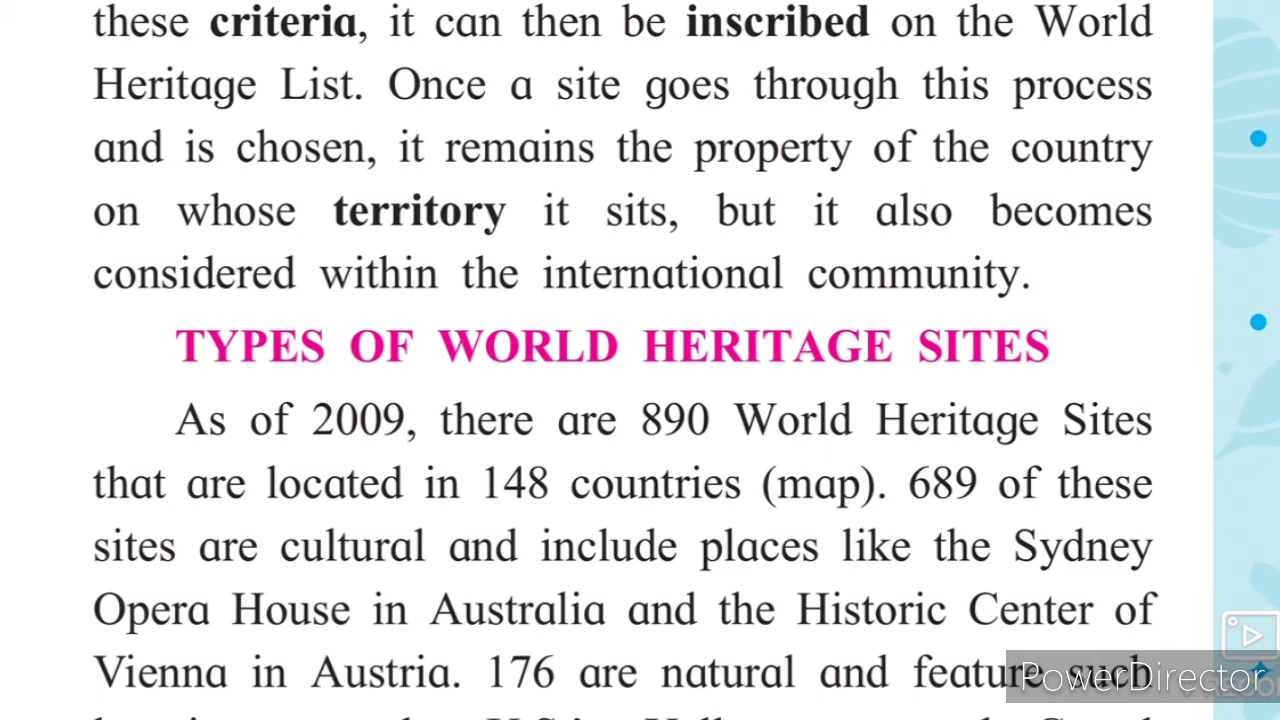 these criteria, it can then be inscribed on the World
Heritage List. Once a site goes through this process
and is chosen, it remains the property of the country
on whose territory it sits, but it also becomes
considered within the international community.
TYPES OF WORLD HERITAGE SITES
As of 2009, there are 890 World Heritage Sites
that are located in 148 countries (map). 689 of these
sites are cultural and include places like the Sydney
Opera House in Australia and the Historic Center of
Vienna in Austria. 176 are natural and feature such
PowerDirector